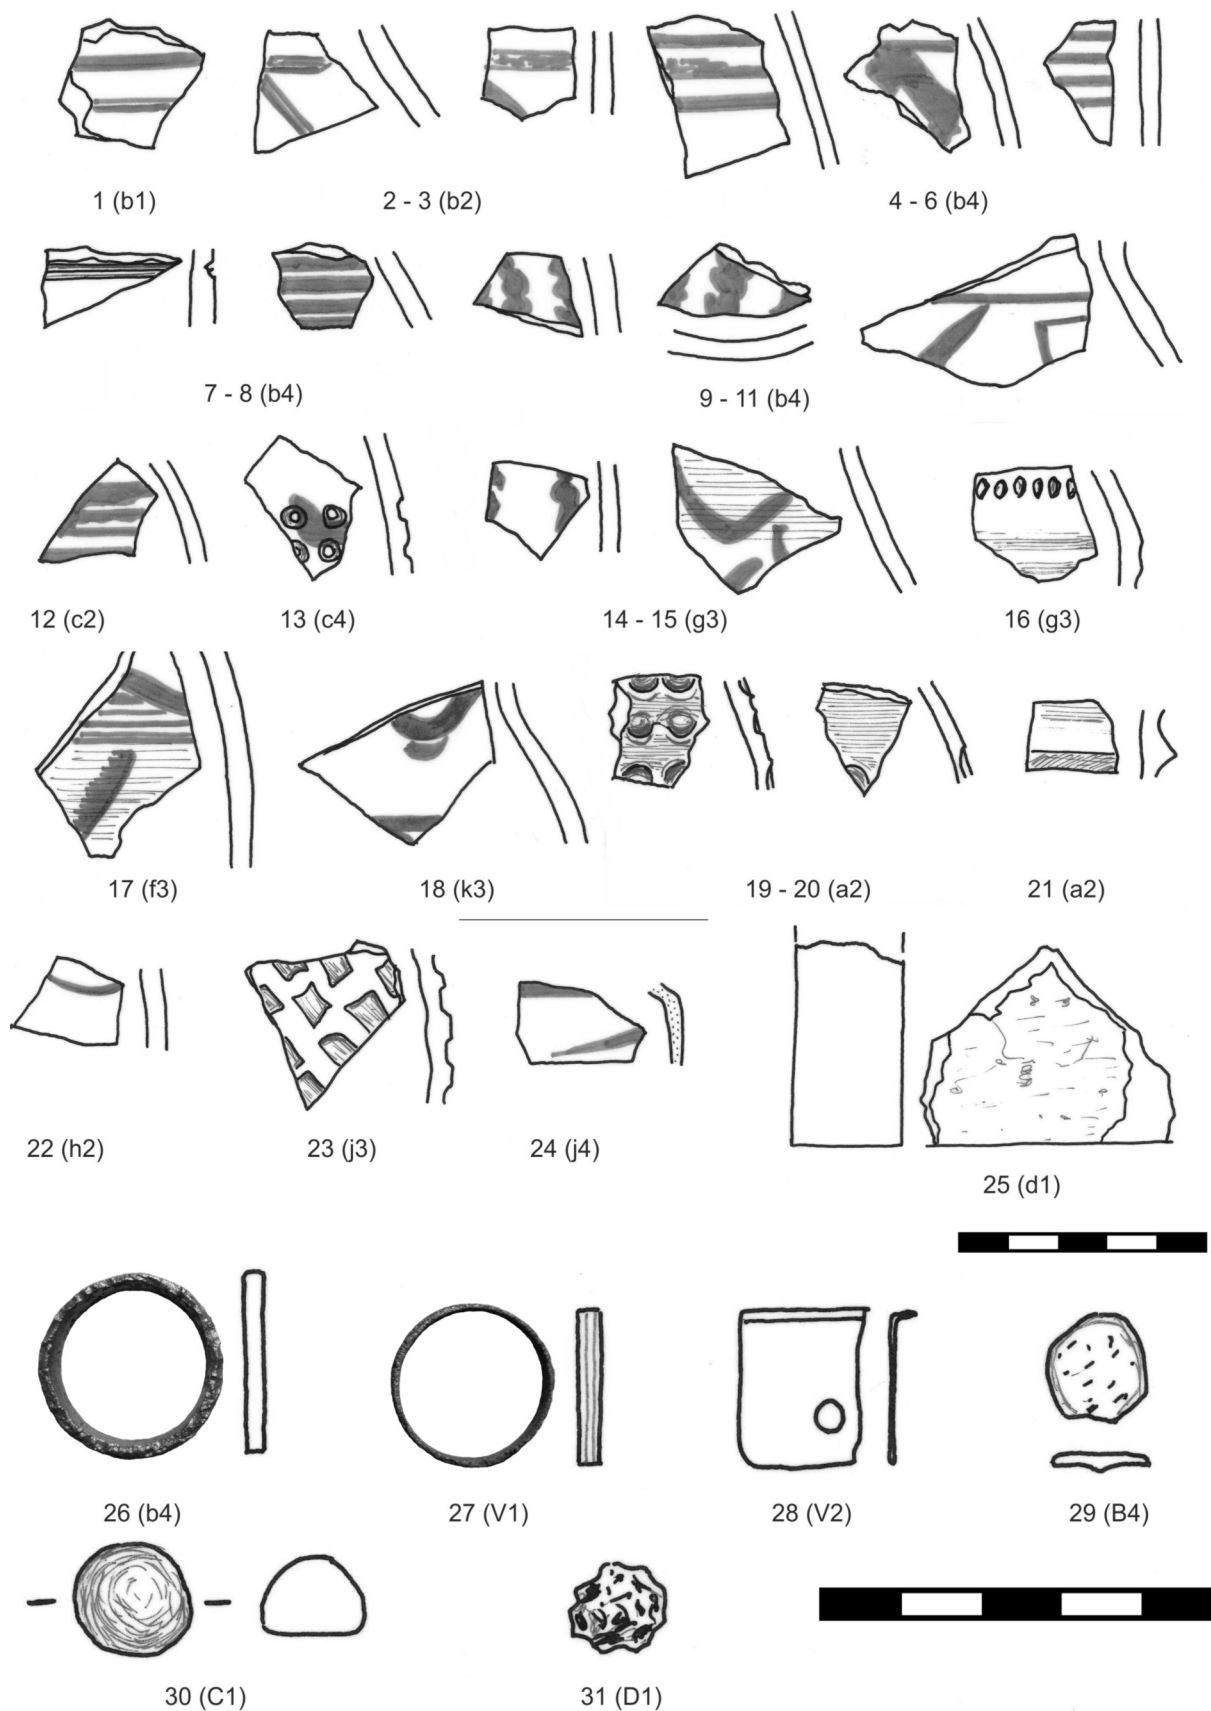 1 (b1)
2 - 3 (b2)
4 - 6 (b4)
7 - 8 (b4)
9 - 11 (b4)
12 (c2)
13 (c4)
14 - 15 (g3)
16 (g3)
17 (f3)
18 (k3)
19 - 20 (a2)
21 (a2)
22 (h2)
23 (j3)
24 (j4)
25 (d1)
26 (b4)
27 (V1)
28 (V2)
29 (B4)
30 (C1)
31 (D1)